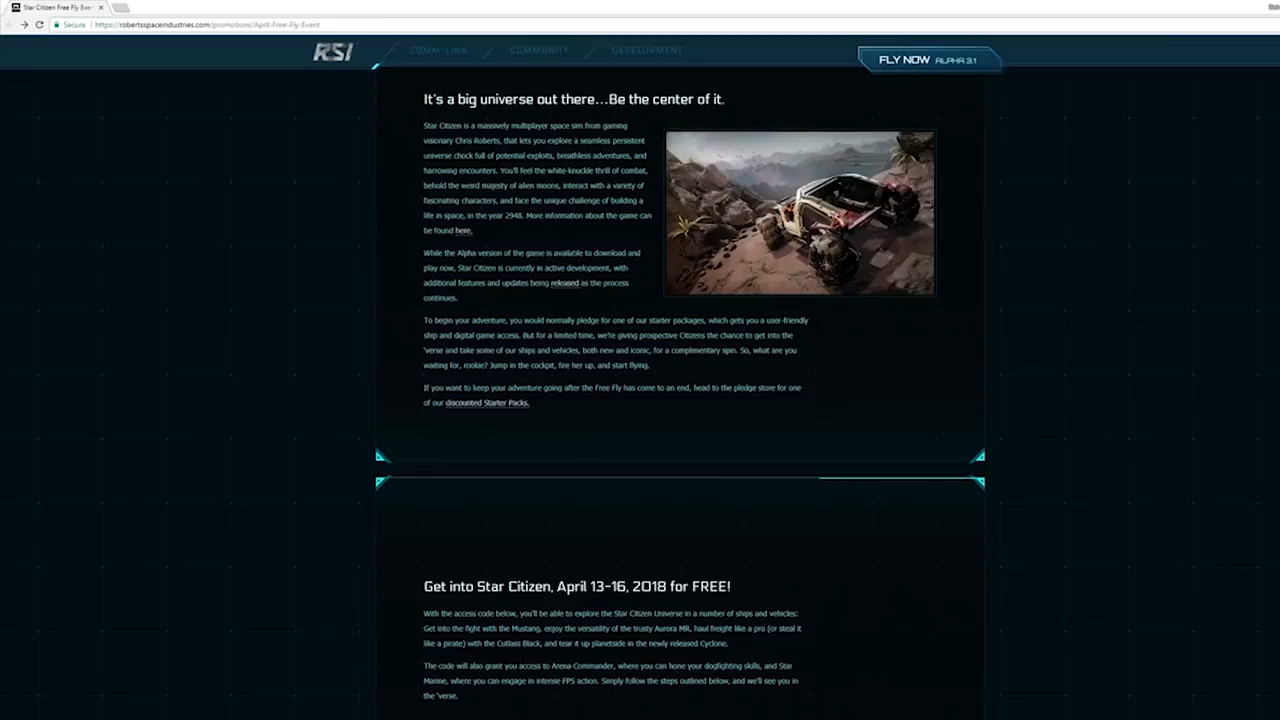 Star Citizen Free Fly Eve
Secure
https://robertsspaceindustries.com/promotions/April-Free-Fly-Event
RSI
COMM-LINK
COMMUNITY
DEVELOPMENT
FLY NOW ALPHA 3.1
It's a big universe out there...Be the center of it.
Star Citizen is a massively multiplayer space sim from gaming
visionary Chris Roberts, that lets you explore a seamless persistent
universe chock full of potential exploits, breathless adventures, and
harrowing encounters. You'll feel the white-knuckle thrill of combat,
behold the weird majesty of alien moons, interact with a variety of
fascinating characters, and face the unique challenge of building a
life in space, in the year 2948. More information about the game can
be found here.
While the Alpha version of the game is available to download and
play now, Star Citizen is currently in active development, with
additional features and updates being released as the process
continues.
To begin your adventure, you would normally pledge for one of our starter packages, which gets you a user-friendly
ship and digital game access. But for a limited time, we're giving prospective Citizens the chance to get into the
'verse and take some of our ships and vehicles, both new and iconic, for a complimentary spin. So, what are you
waiting for, rookie? Jump in the cockpit, fire her up, and start flying.
If you want to keep your adventure going after the Free Fly has come to an end, head to the pledge store for one
of our discounted Starter Packs.
Get into Star Citizen, April 13-16, 2018 for FREE!
With the access code below, you'll be able to explore the Star Citizen Universe in a number of ships and vehicles:
Get into the fight with the Mustang, enjoy the versatility of the trusty Aurora MR, haul freight like a pro (or steal it
like a pirate) with the Cutlass Black, and tear it up planetside in the newly released Cyclone.
The code will also grant you access to Arena Commander, where you can hone your dogfighting skills, and Star
Marine, where you can engage in intense FPS action. Simply follow the steps outlined below, and we'll see you in
the 'verse.